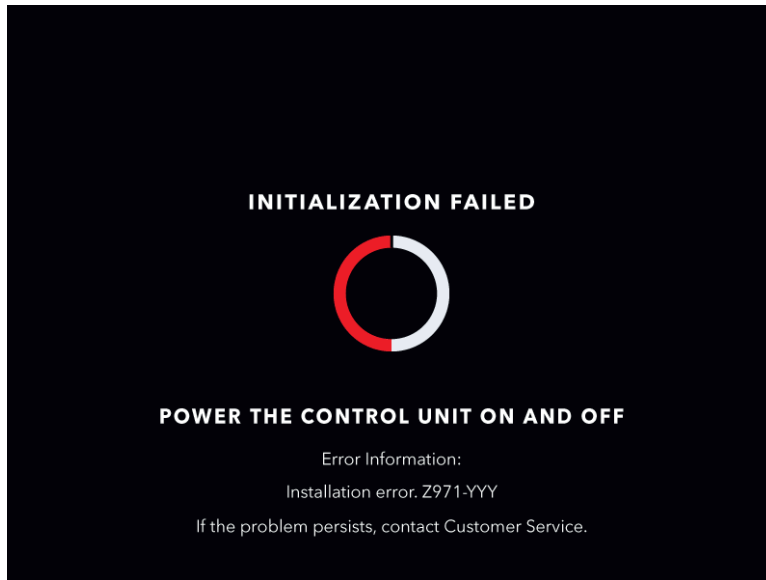 INITIALIZATION FAILED
POWER THE CONTROL UNIT ON AND OFF
Error Information:
Installation error. Z971-YYY
If the problem persists, contact Customer Service.